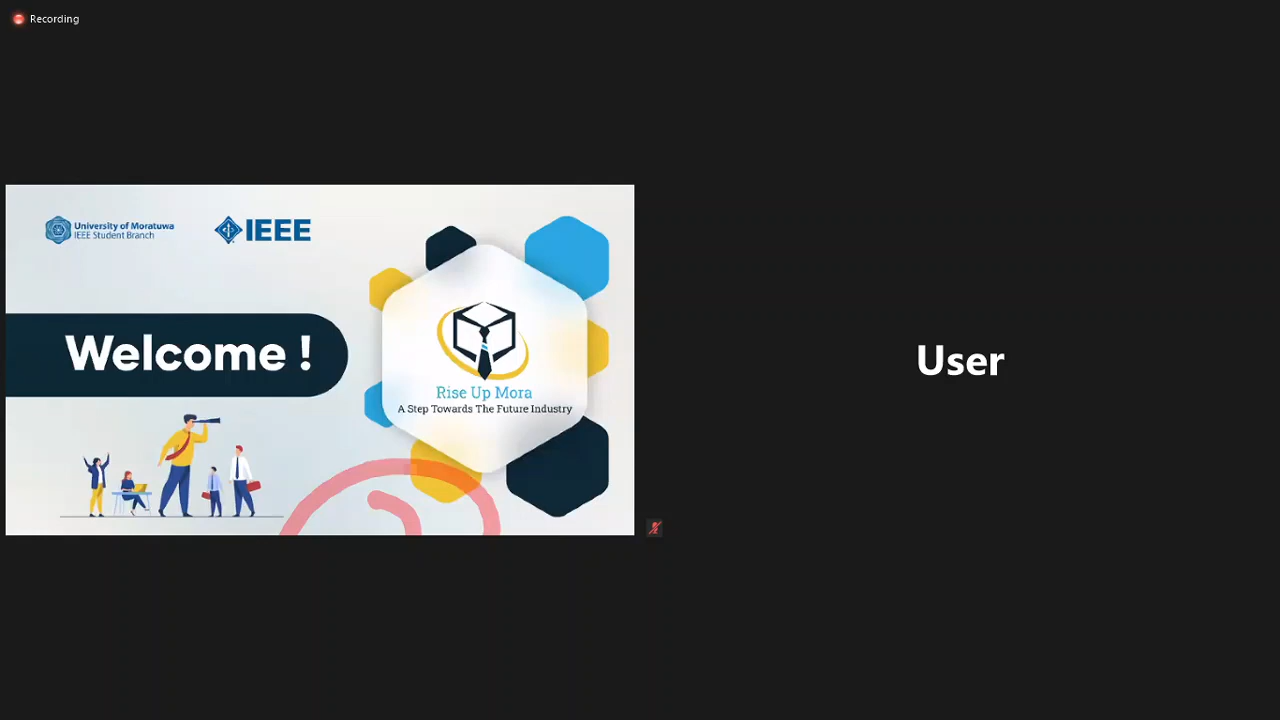 Recording
University of Moratuwa
IEEE Student Branch
IEEE
Welcome !
Rise Up Mora
A Step Towards The Future Industry
User